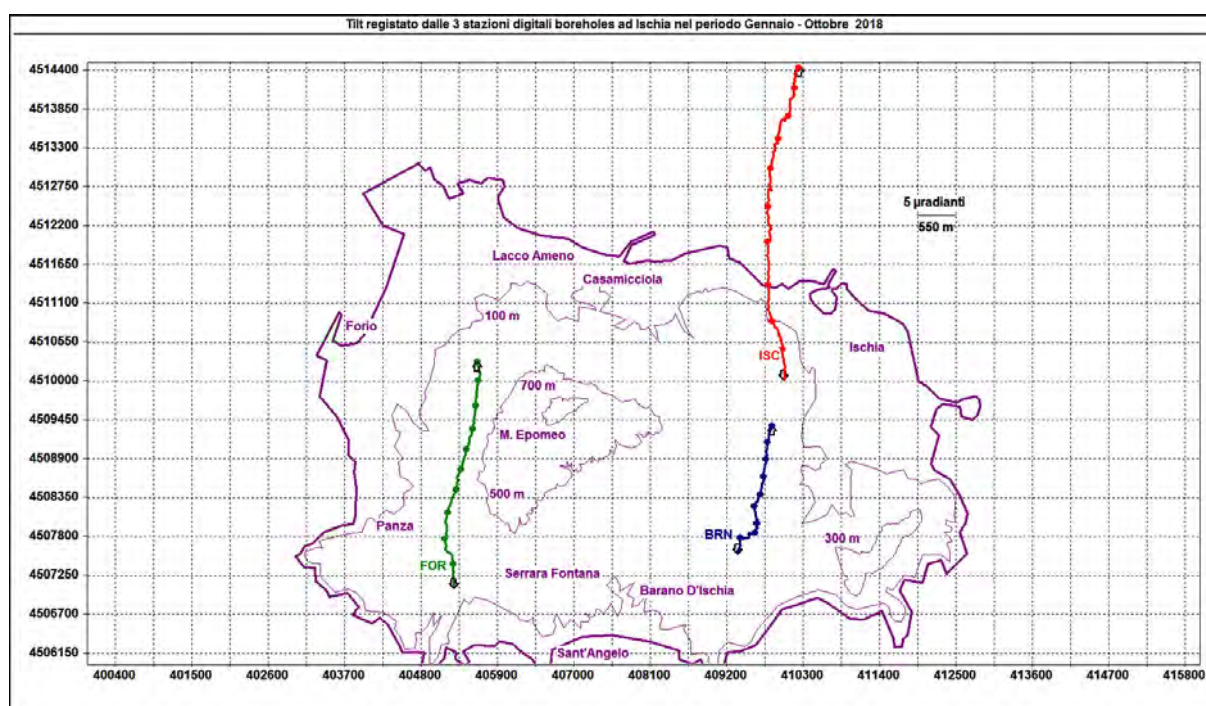 Tilt registato dalle 3 stazioni digitali boreholes ad Ischia nel periodo Gennaio - Ottobre 2018
4514400
4513850
4513300
4512750
5 µradianti
4512200
550 m
4511650
Lacco Ameno
Casamicciola
4511100
100 m
Forio
4510550
Ischia
ISC
4510000
700 m
4509450
M. Epomeo
4508900
4508350
500 m
Panza
4507800
BRN
300 m
FOR
4507250
Serrara Fontana
Barano D'Ischia
4506700
4506150
Sant'Angelo
400400 401500 402600 403700 404800 405900 407000 408100 409200 410300 411400 412500 413600 414700 415800